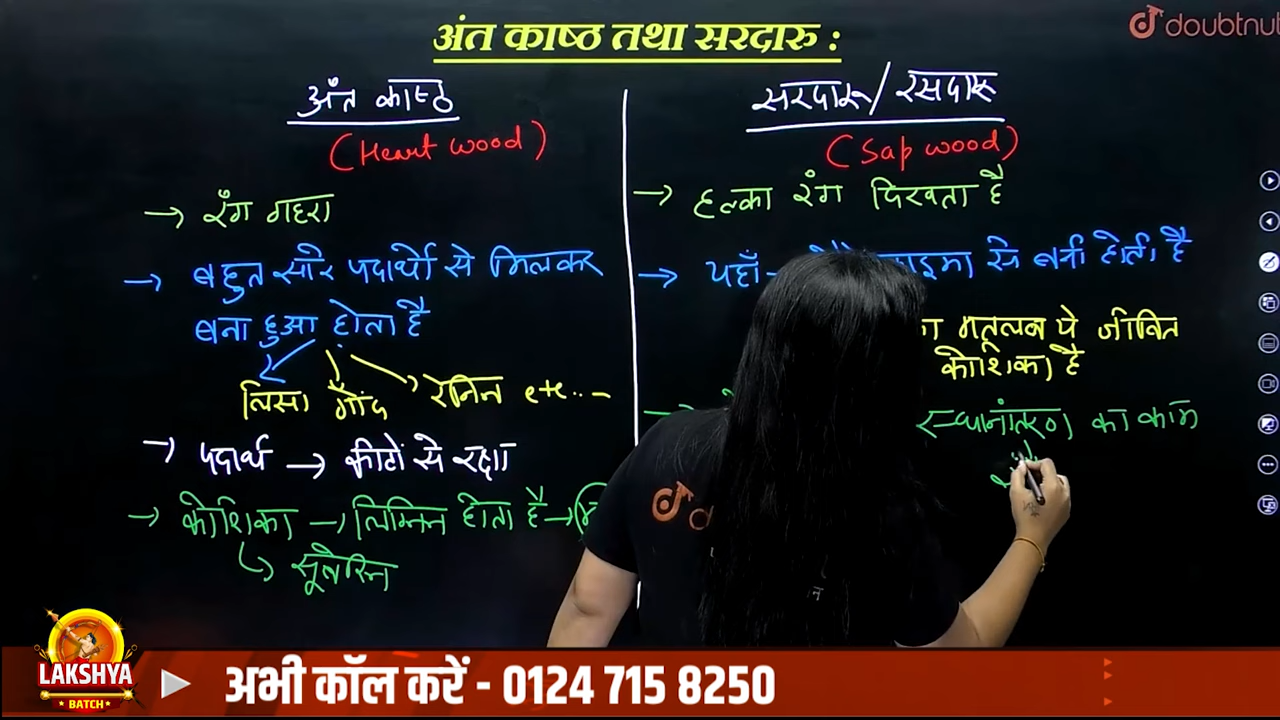 अंत काष्ठ तथा सरदारु :
doubtnut
अंत काष्ठ
(Heart wood)
→ रंग गहरा
→ बहुत सारे पदार्थों से मिलकर
बना हुआ होता है
लिसा गोंद रेनिन etc...
→ पदार्थ → कीटों से रक्षा
→ कोशिका → लिग्निन होता है →
सूबेरिन
सरदारू / रसदारू
(Sap wood)
→ हल्का रंग दिखता है
→ यहाँ से बनी होती है
मतलब ये जीवित
कोशिका है
स्थानांतरण का काम
LAKSHYA
BATCH
अभी कॉल करें - 0124 715 8250